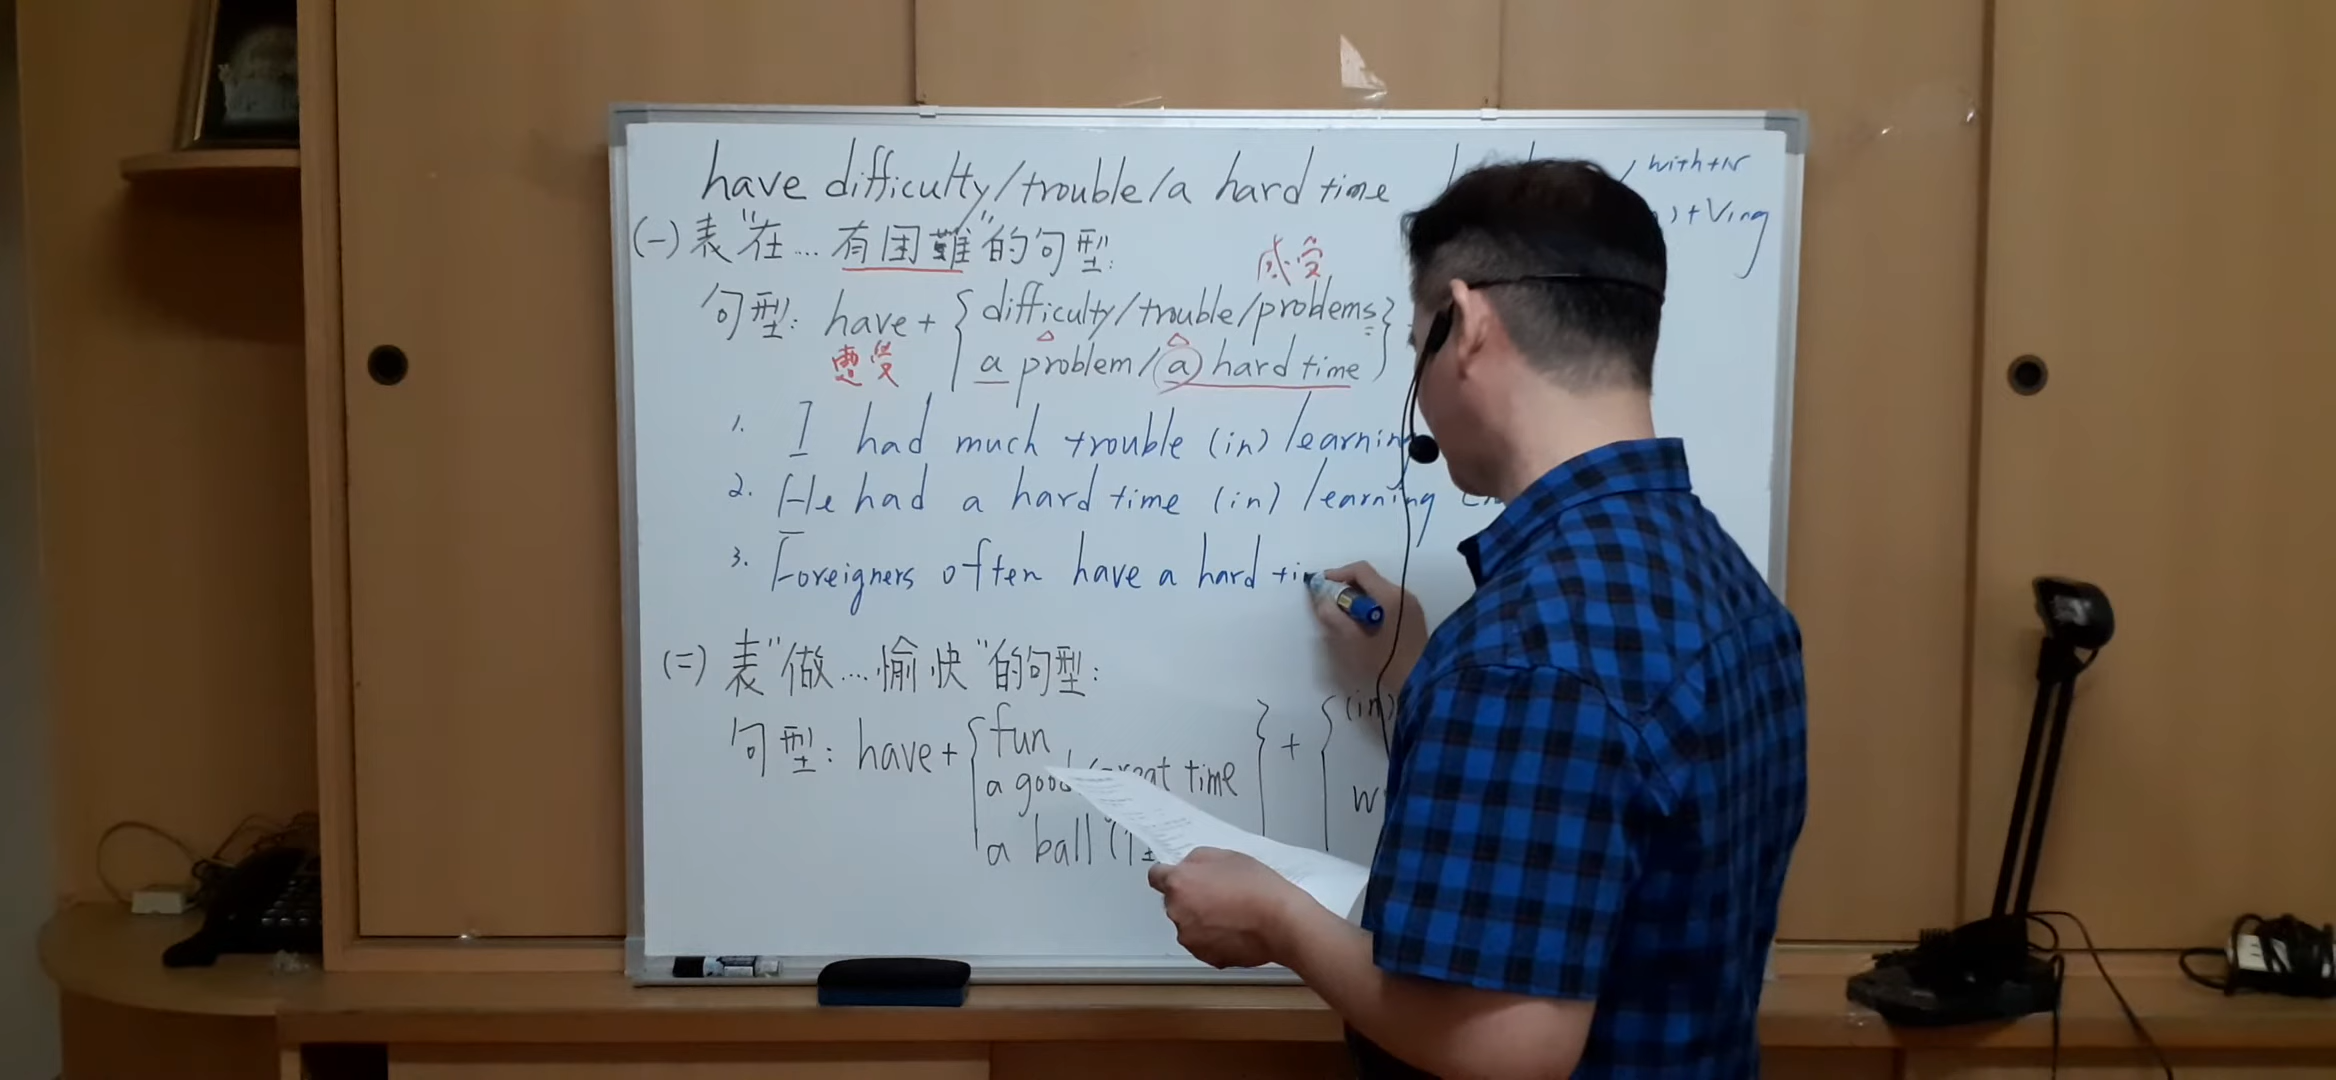 have difficulty/trouble/a hard time / with+N
)+Ving
(一)表"在...有困難"的句型:
感受
句型: have + { difficulty/trouble/problems }
a problem/a hard time
感受
1. I had much trouble (in) learning
2. He had a hard time (in) learning
3. Foreigners often have a hard ti
(二)表"做...愉快"的句型:
句型: have + { fun } + { (in)
a good/great time
a ball